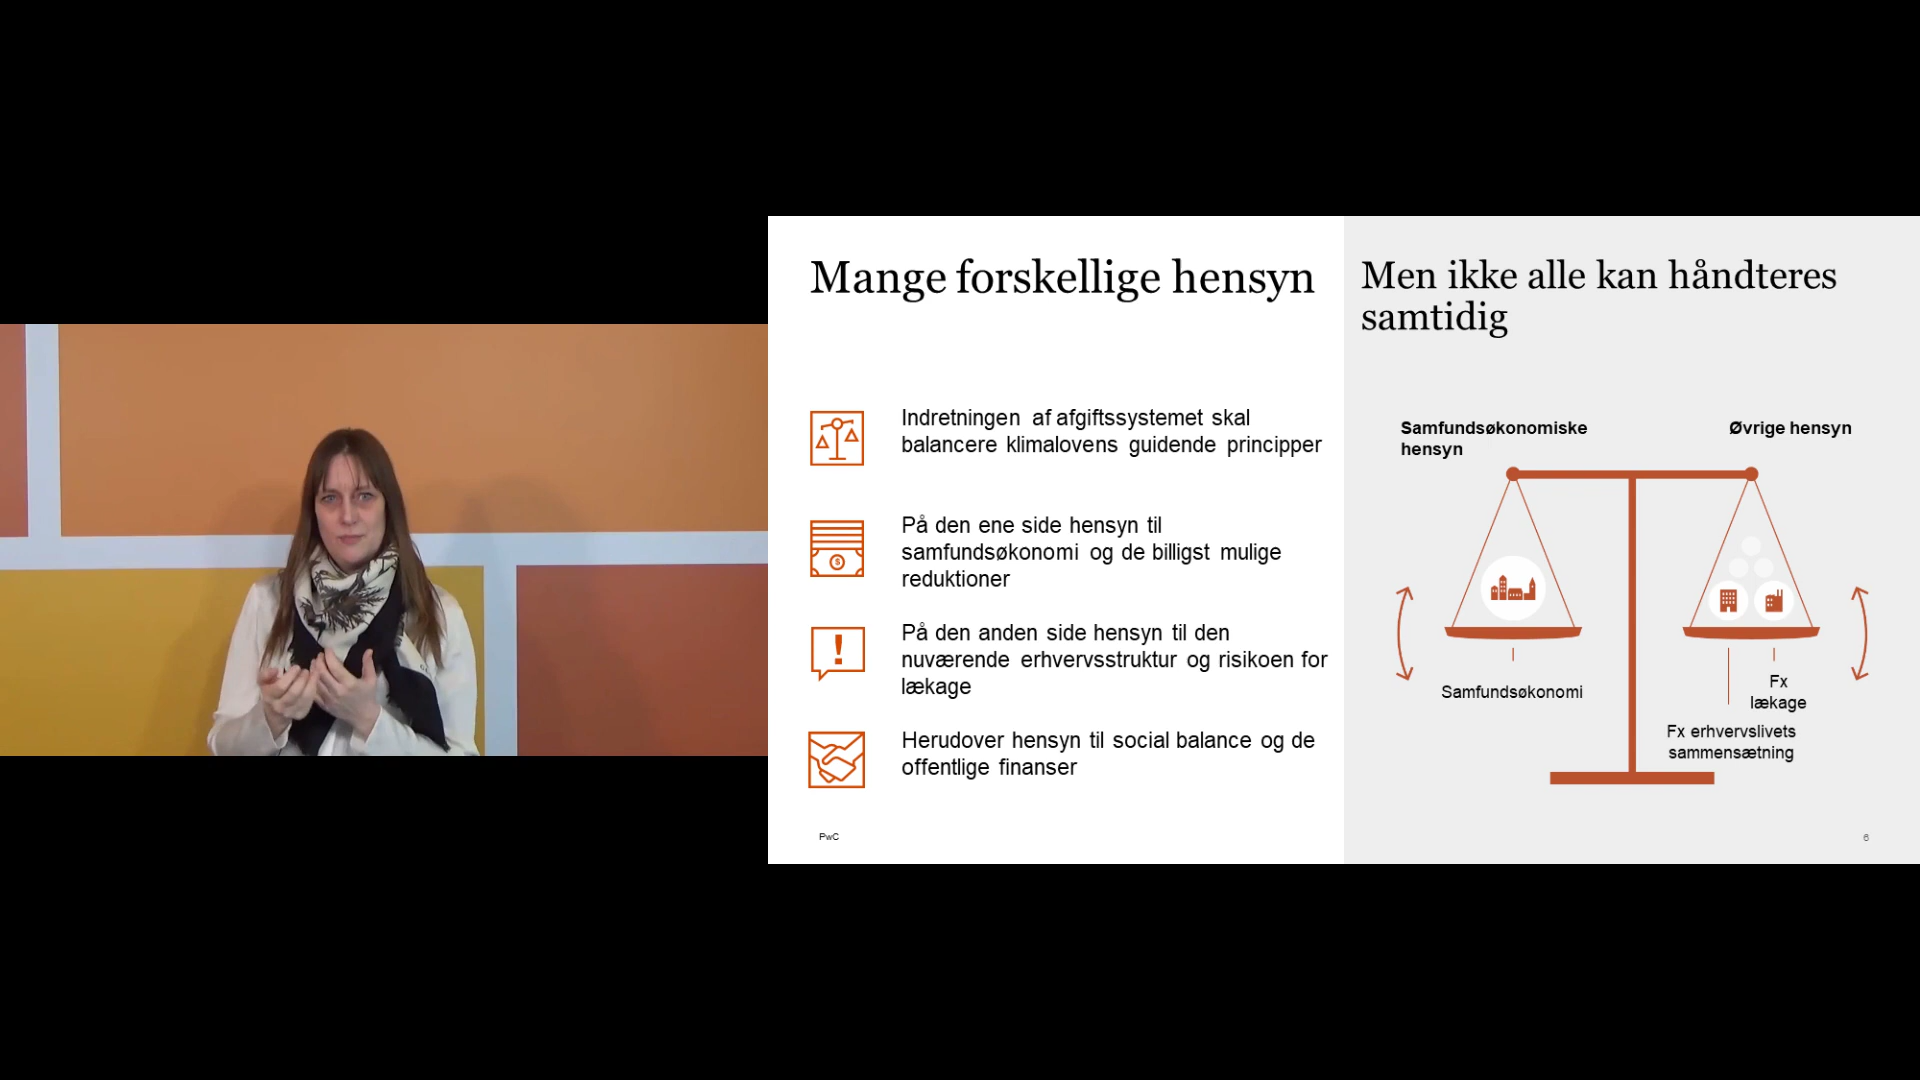 Mange forskellige hensyn
Indretningen af afgiftssystemet skal
balancere klimalovens guidende principper
På den ene side hensyn til
samfundsøkonomi og de billigst mulige
reduktioner
På den anden side hensyn til den
nuværende erhvervsstruktur og risikoen for
lækage
Herudover hensyn til social balance og de
offentlige finanser
PwC
Men ikke alle kan håndteres
samtidig
Samfundsøkonomiske
hensyn
Øvrige hensyn
Samfundsøkonomi
Fx
lækage
Fx erhvervslivets
sammensætning
6